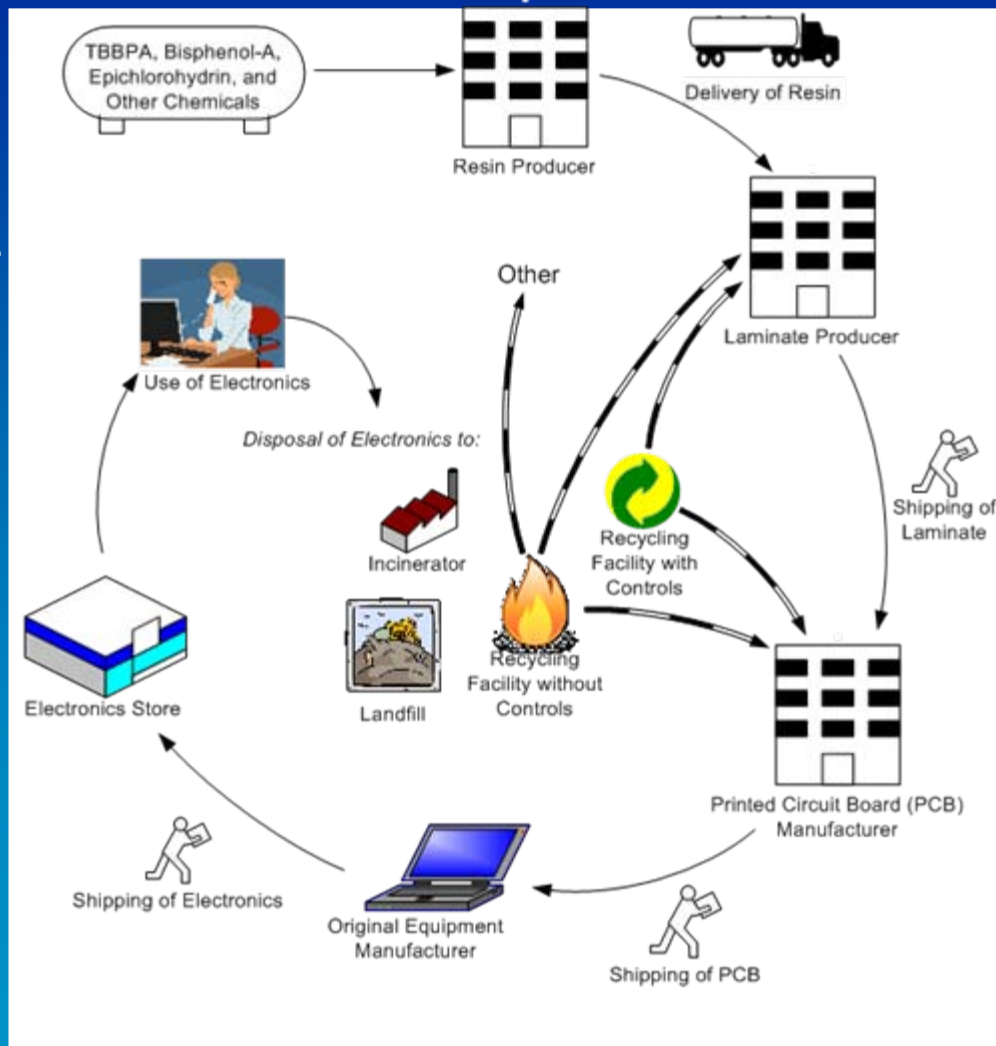 TBBPA, Bisphenol-A,
Epichlorohydrin, and
Other Chemicals
Resin Producer
Delivery of Resin
Laminate Producer
Other
Use of Electronics
Disposal of Electronics to:
Incinerator
Landfill
Recycling
Facility without
Controls
Recycling
Facility with
Controls
Shipping of
Laminate
Printed Circuit Board (PCB)
Manufacturer
Shipping of PCB
Original Equipment
Manufacturer
Shipping of Electronics
Electronics Store